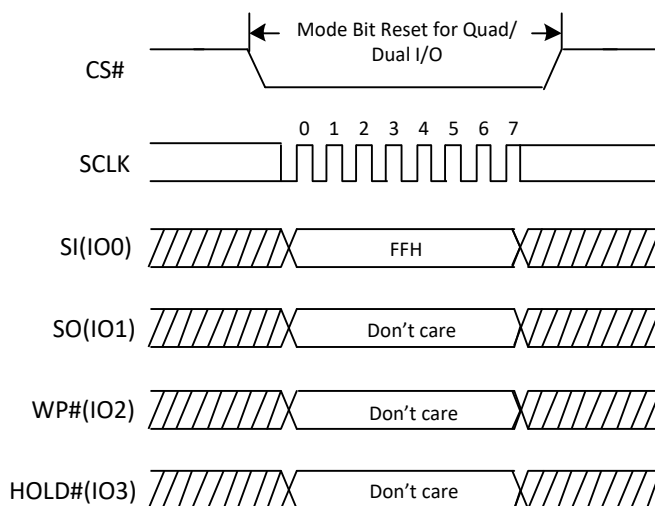 Mode Bit Reset for Quad/
Dual I/O
CS#
0 1 2 3 4 5 6 7
SCLK
SI(IO0) FFH
SO(IO1) Don't care
WP#(IO2) Don't care
HOLD#(IO3) Don't care